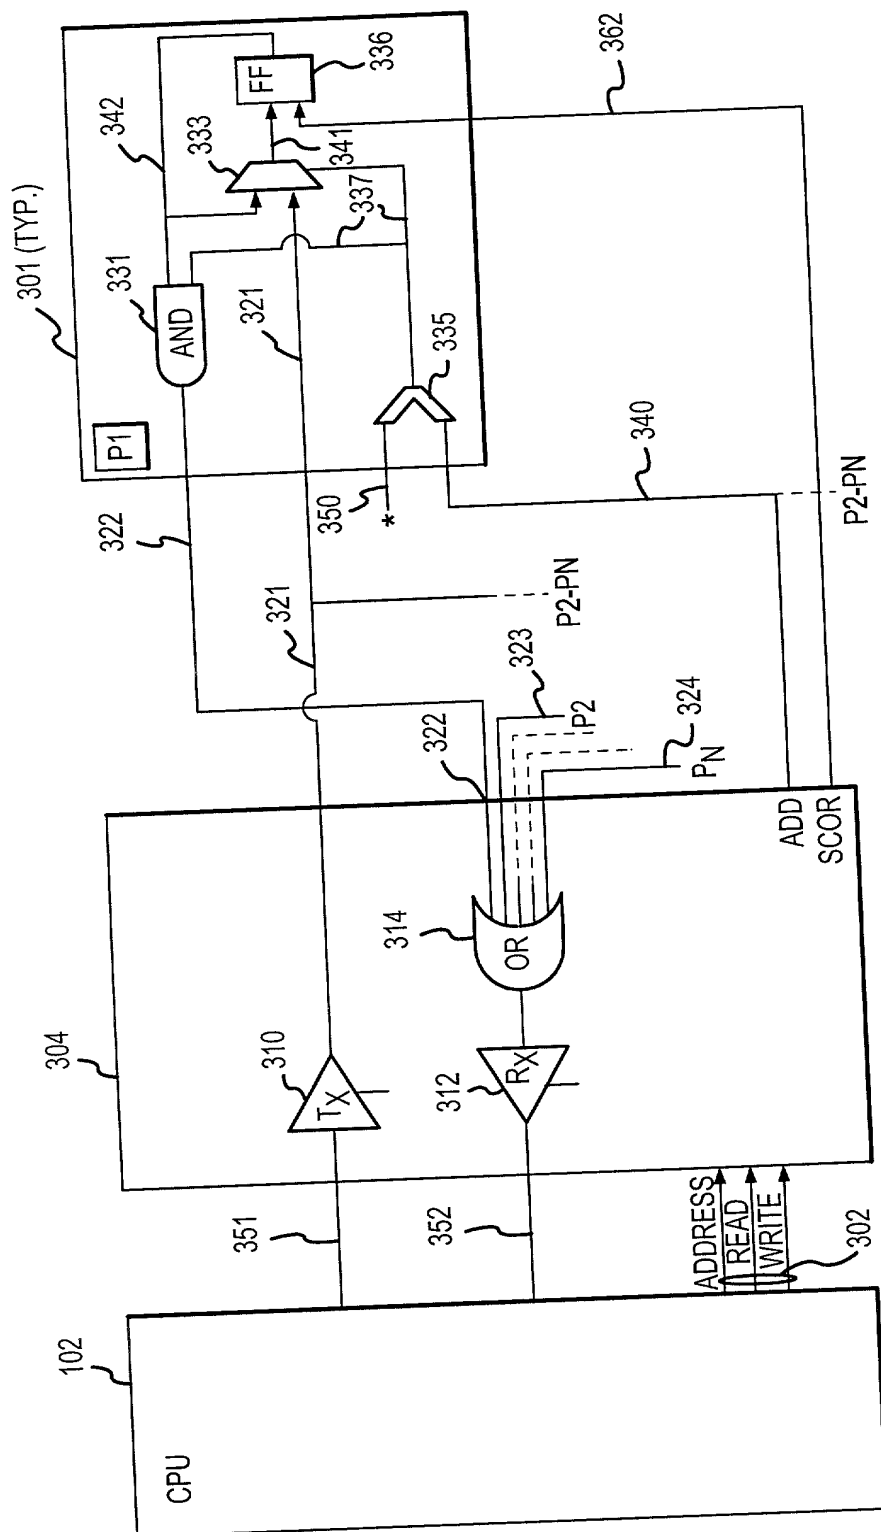 CPU
102
351
352
ADDRESS
READ
WRITE
302
304
310
TX
312
RX
314
OR
ADD
SCOR
322
322
323
P2
324
PN
321
P2-PN
340
P2-PN
350
*
P1
301 (TYP.)
331
AND
321
335
337
342
333
341
FF
336
362